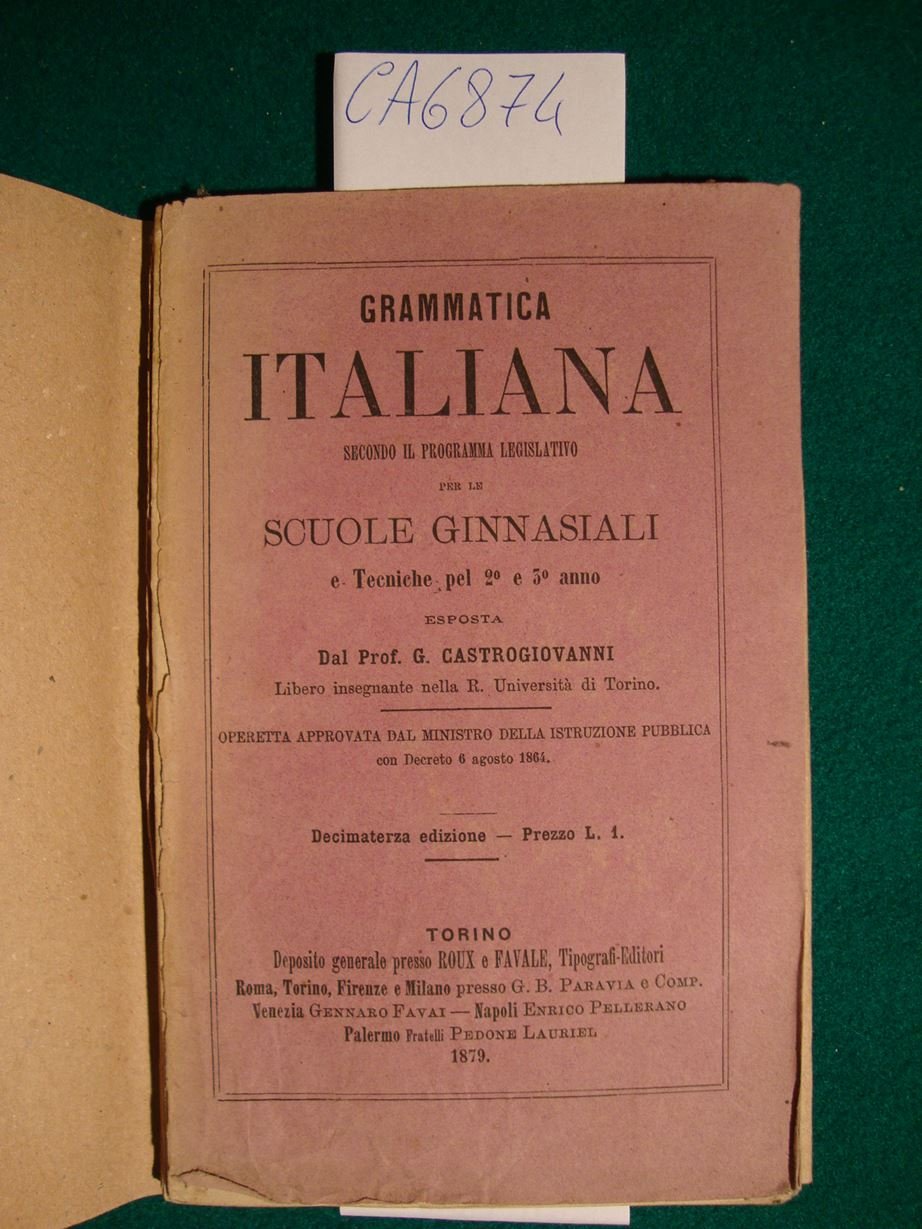 CA6874
GRAMMATICA
ITALIANA
SECONDO IL PROGRAMMA LEGISLATIVO
PER LE
SCUOLE GINNASIALI
e Tecniche pel 2º e 3º anno
ESPOSTA
Dal Prof. G. CASTROGIOVANNI
Libero insegnante nella R. Università di Torino.
OPERETTA APPROVATA DAL MINISTRO DELLA ISTRUZIONE PUBBLICA
con Decreto 6 agosto 1864.
Decimaterza edizione — Prezzo L. 1.
TORINO
Deposito generale presso ROUX e FAVALE, Tipografi-Editori
Roma, Torino, Firenze e Milano presso G. B. PARAVIA e COMP.
Venezia GENNARO FAVAI — Napoli ENRICO PELLERANO
Palermo Fratelli PEDONE LAURIEL
1879.